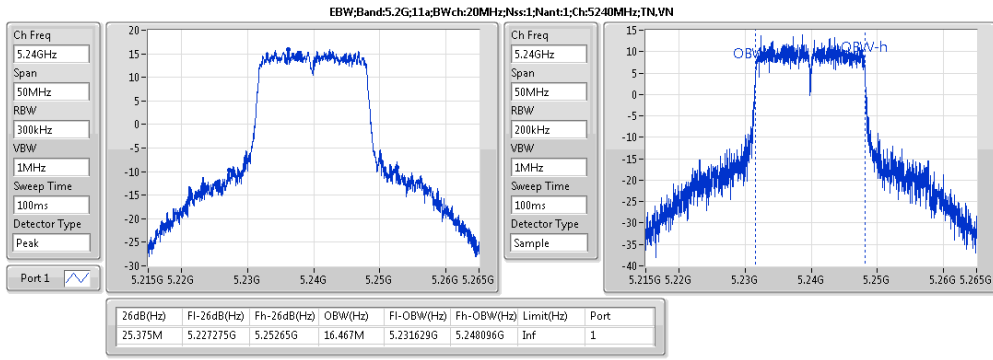 EBW;Band:5.2G;11a;BWch:20MHz;Nss:1;Nant:1;Ch:5240MHz;TN,VN
Ch Freq
5.24GHz
Span
50MHz
RBW
300kHz
VBW
1MHz
Sweep Time
100ms
Detector Type
Peak
Port 1
20
15
10
5
0
-5
-10
-15
-20
-25
-30
5.215G 5.22G 5.23G 5.24G 5.25G 5.26G 5.265G
Ch Freq
5.24GHz
Span
50MHz
RBW
200kHz
VBW
1MHz
Sweep Time
100ms
Detector Type
Sample
15
10
5
0
-5
-10
-15
-20
-25
-30
-35
-40
OBW-h
5.215G 5.22G 5.23G 5.24G 5.25G 5.26G 5.265G
26dB(Hz) Fl-26dB(Hz) Fh-26dB(Hz) OBW(Hz) Fl-OBW(Hz) Fh-OBW(Hz) Limit(Hz) Port
25.375M 5.227275G 5.25265G 16.467M 5.231629G 5.248096G Inf 1